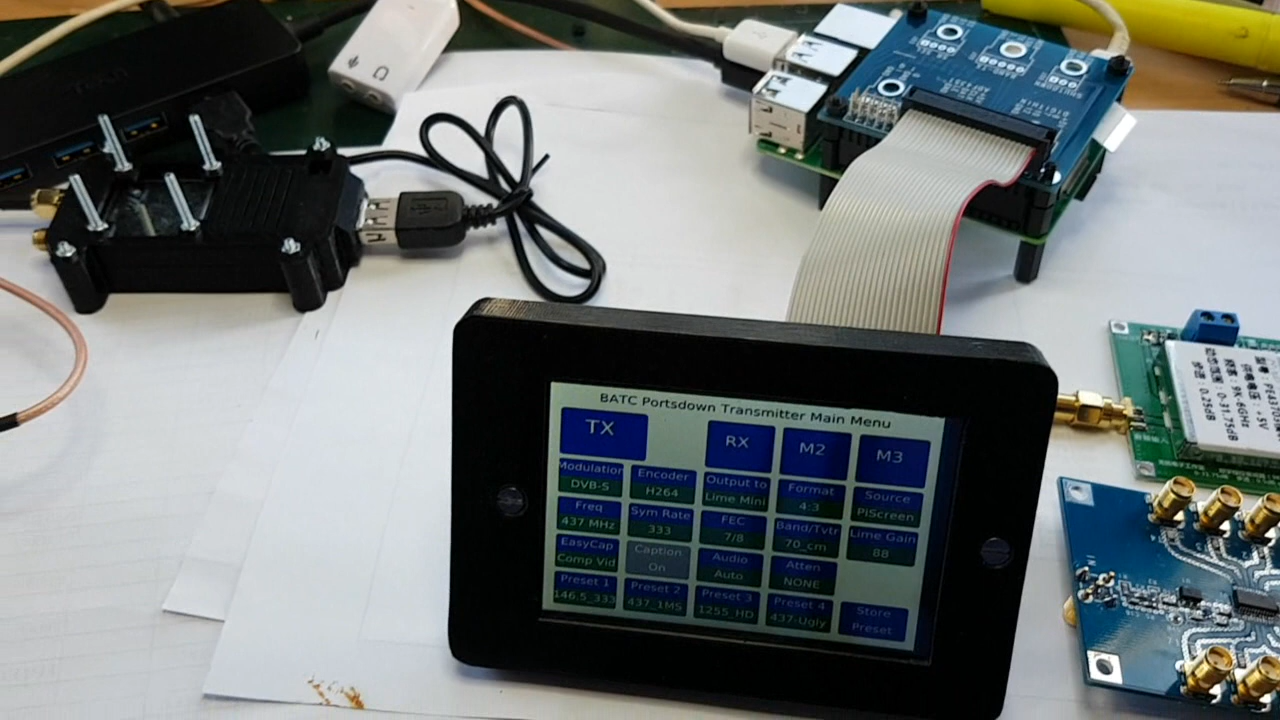 BATC Portsdown Transmitter Main Menu
TX
RX
M2
M3
Modulation
DVB-S
Encoder
H264
Output to
Lime Mini
Format
4:3
Source
PiScreen
Freq
437 MHz
Sym Rate
333
FEC
7/8
Band/Tvtr
70_cm
Lime Gain
88
EasyCap
Comp Vid
Caption
On
Audio
Auto
Atten
NONE
Preset 1
146.5_333
Preset 2
437_1MS
Preset 3
1255_HD
Preset 4
437-Ugly
Store
Preset